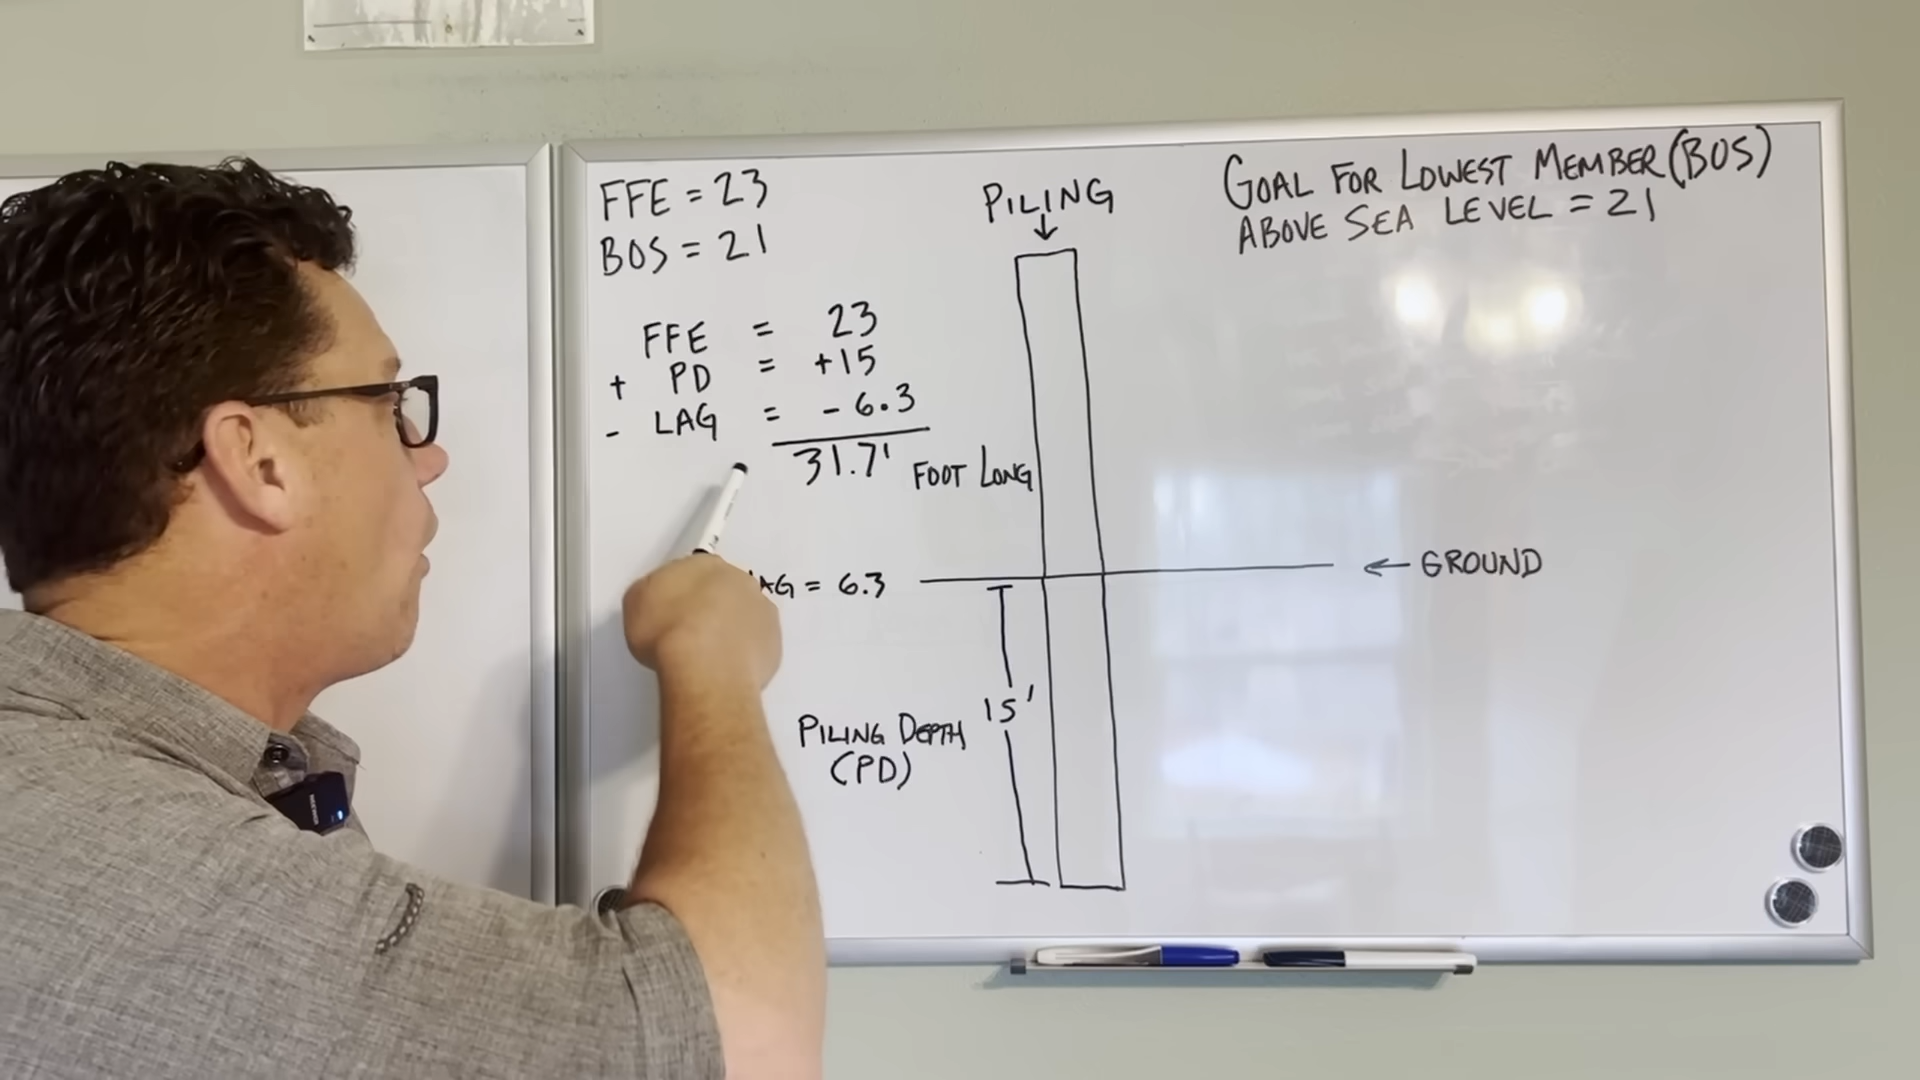 FFE = 23
BOS = 21
FFE = 23
+ PD = +15
- LAG = - 6.3
31.7' FOOT LONG
AG = 6.3
PILING DEPTH
(PD)
15'
PILING
GOAL FOR LOWEST MEMBER (BOS)
ABOVE SEA LEVEL = 21
← GROUND